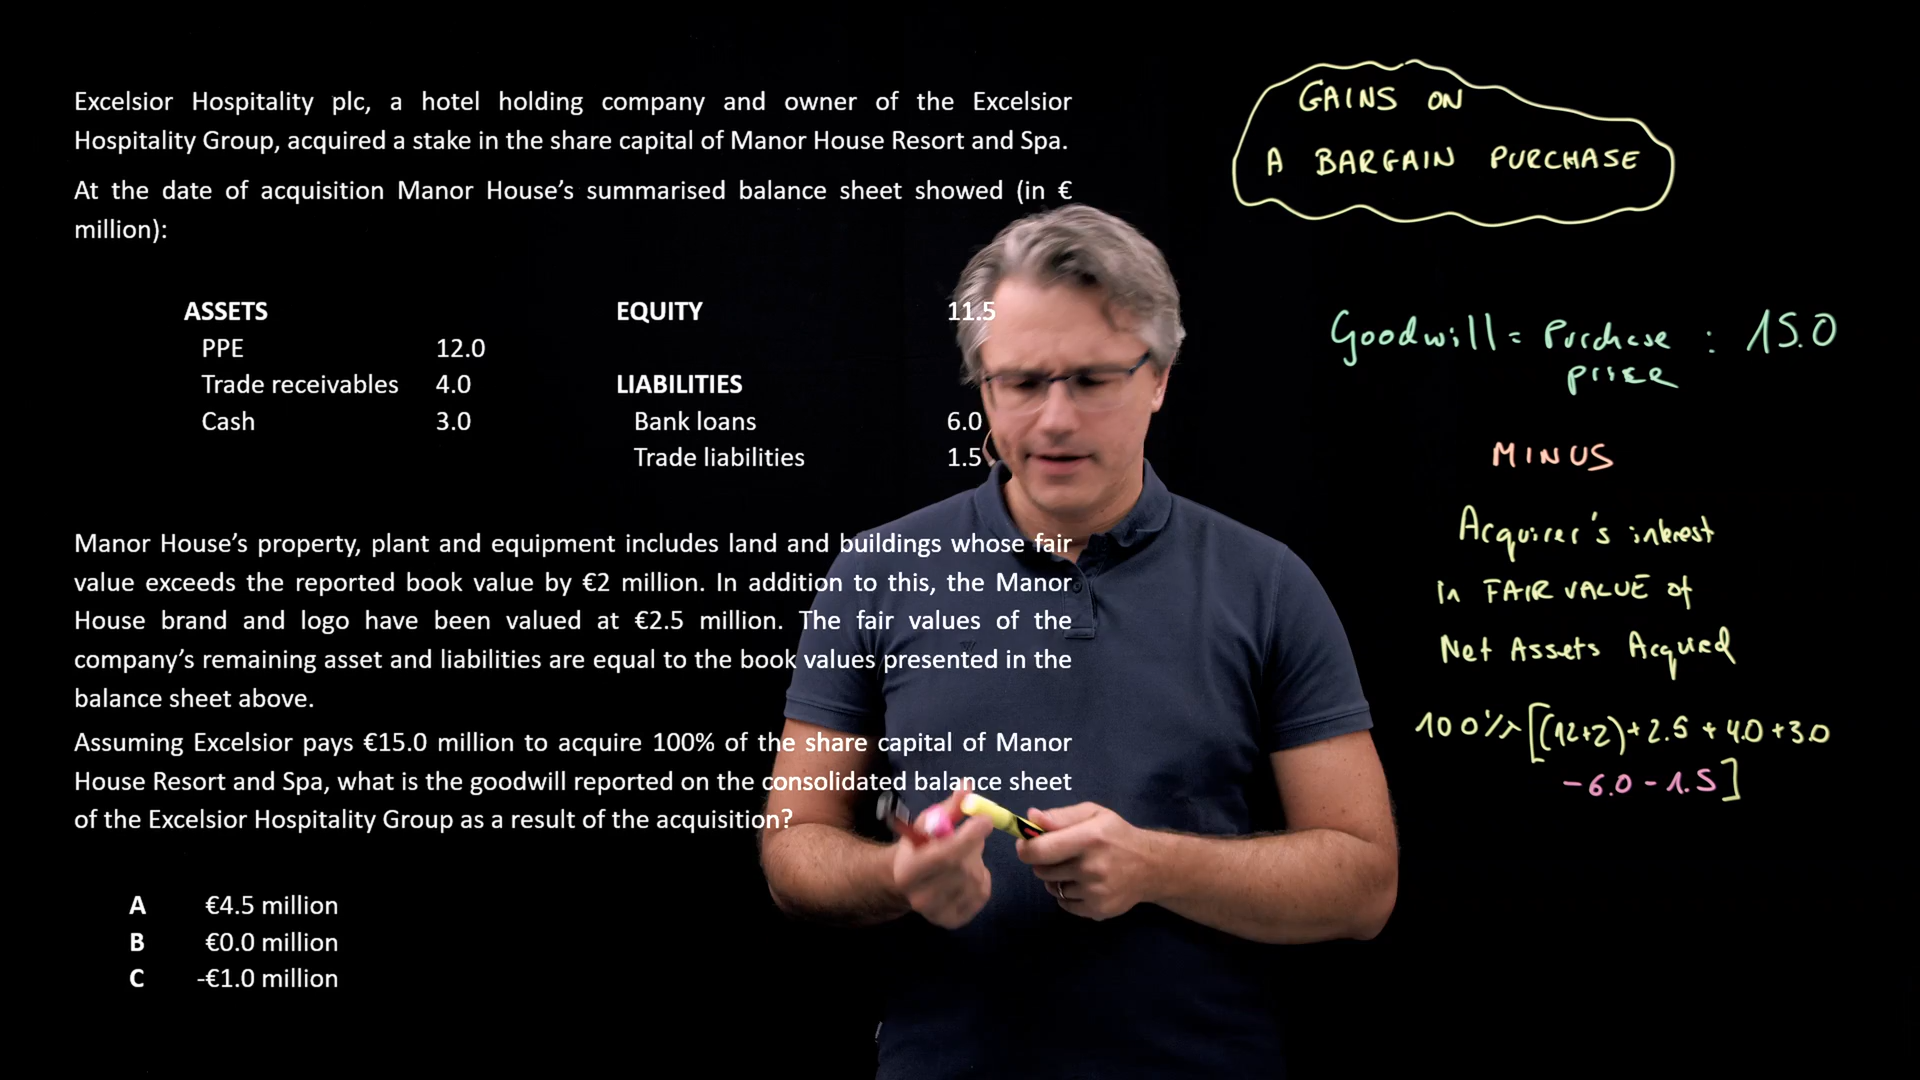 Excelsior Hospitality plc, a hotel holding company and owner of the Excelsior
Hospitality Group, acquired a stake in the share capital of Manor House Resort and Spa.
At the date of acquisition Manor House's summarised balance sheet showed (in €
million):
ASSETS EQUITY 11.5
PPE 12.0
Trade receivables 4.0 LIABILITIES
Cash 3.0 Bank loans 6.0
Trade liabilities 1.5
Manor House's property, plant and equipment includes land and buildings whose fair
value exceeds the reported book value by €2 million. In addition to this, the Manor
House brand and logo have been valued at €2.5 million. The fair values of the
company's remaining asset and liabilities are equal to the book values presented in the
balance sheet above.
Assuming Excelsior pays €15.0 million to acquire 100% of the share capital of Manor
House Resort and Spa, what is the goodwill reported on the consolidated balance sheet
of the Excelsior Hospitality Group as a result of the acquisition?
A €4.5 million
B €0.0 million
C -€1.0 million
GAINS ON
A BARGAIN PURCHASE
Goodwill = Purchase : 15.0
price
MINUS
Acquirer's interest
in FAIR VALUE of
Net Assets Acquired
100% [(12+2)+2.5+4.0+3.0
-6.0-1.5]